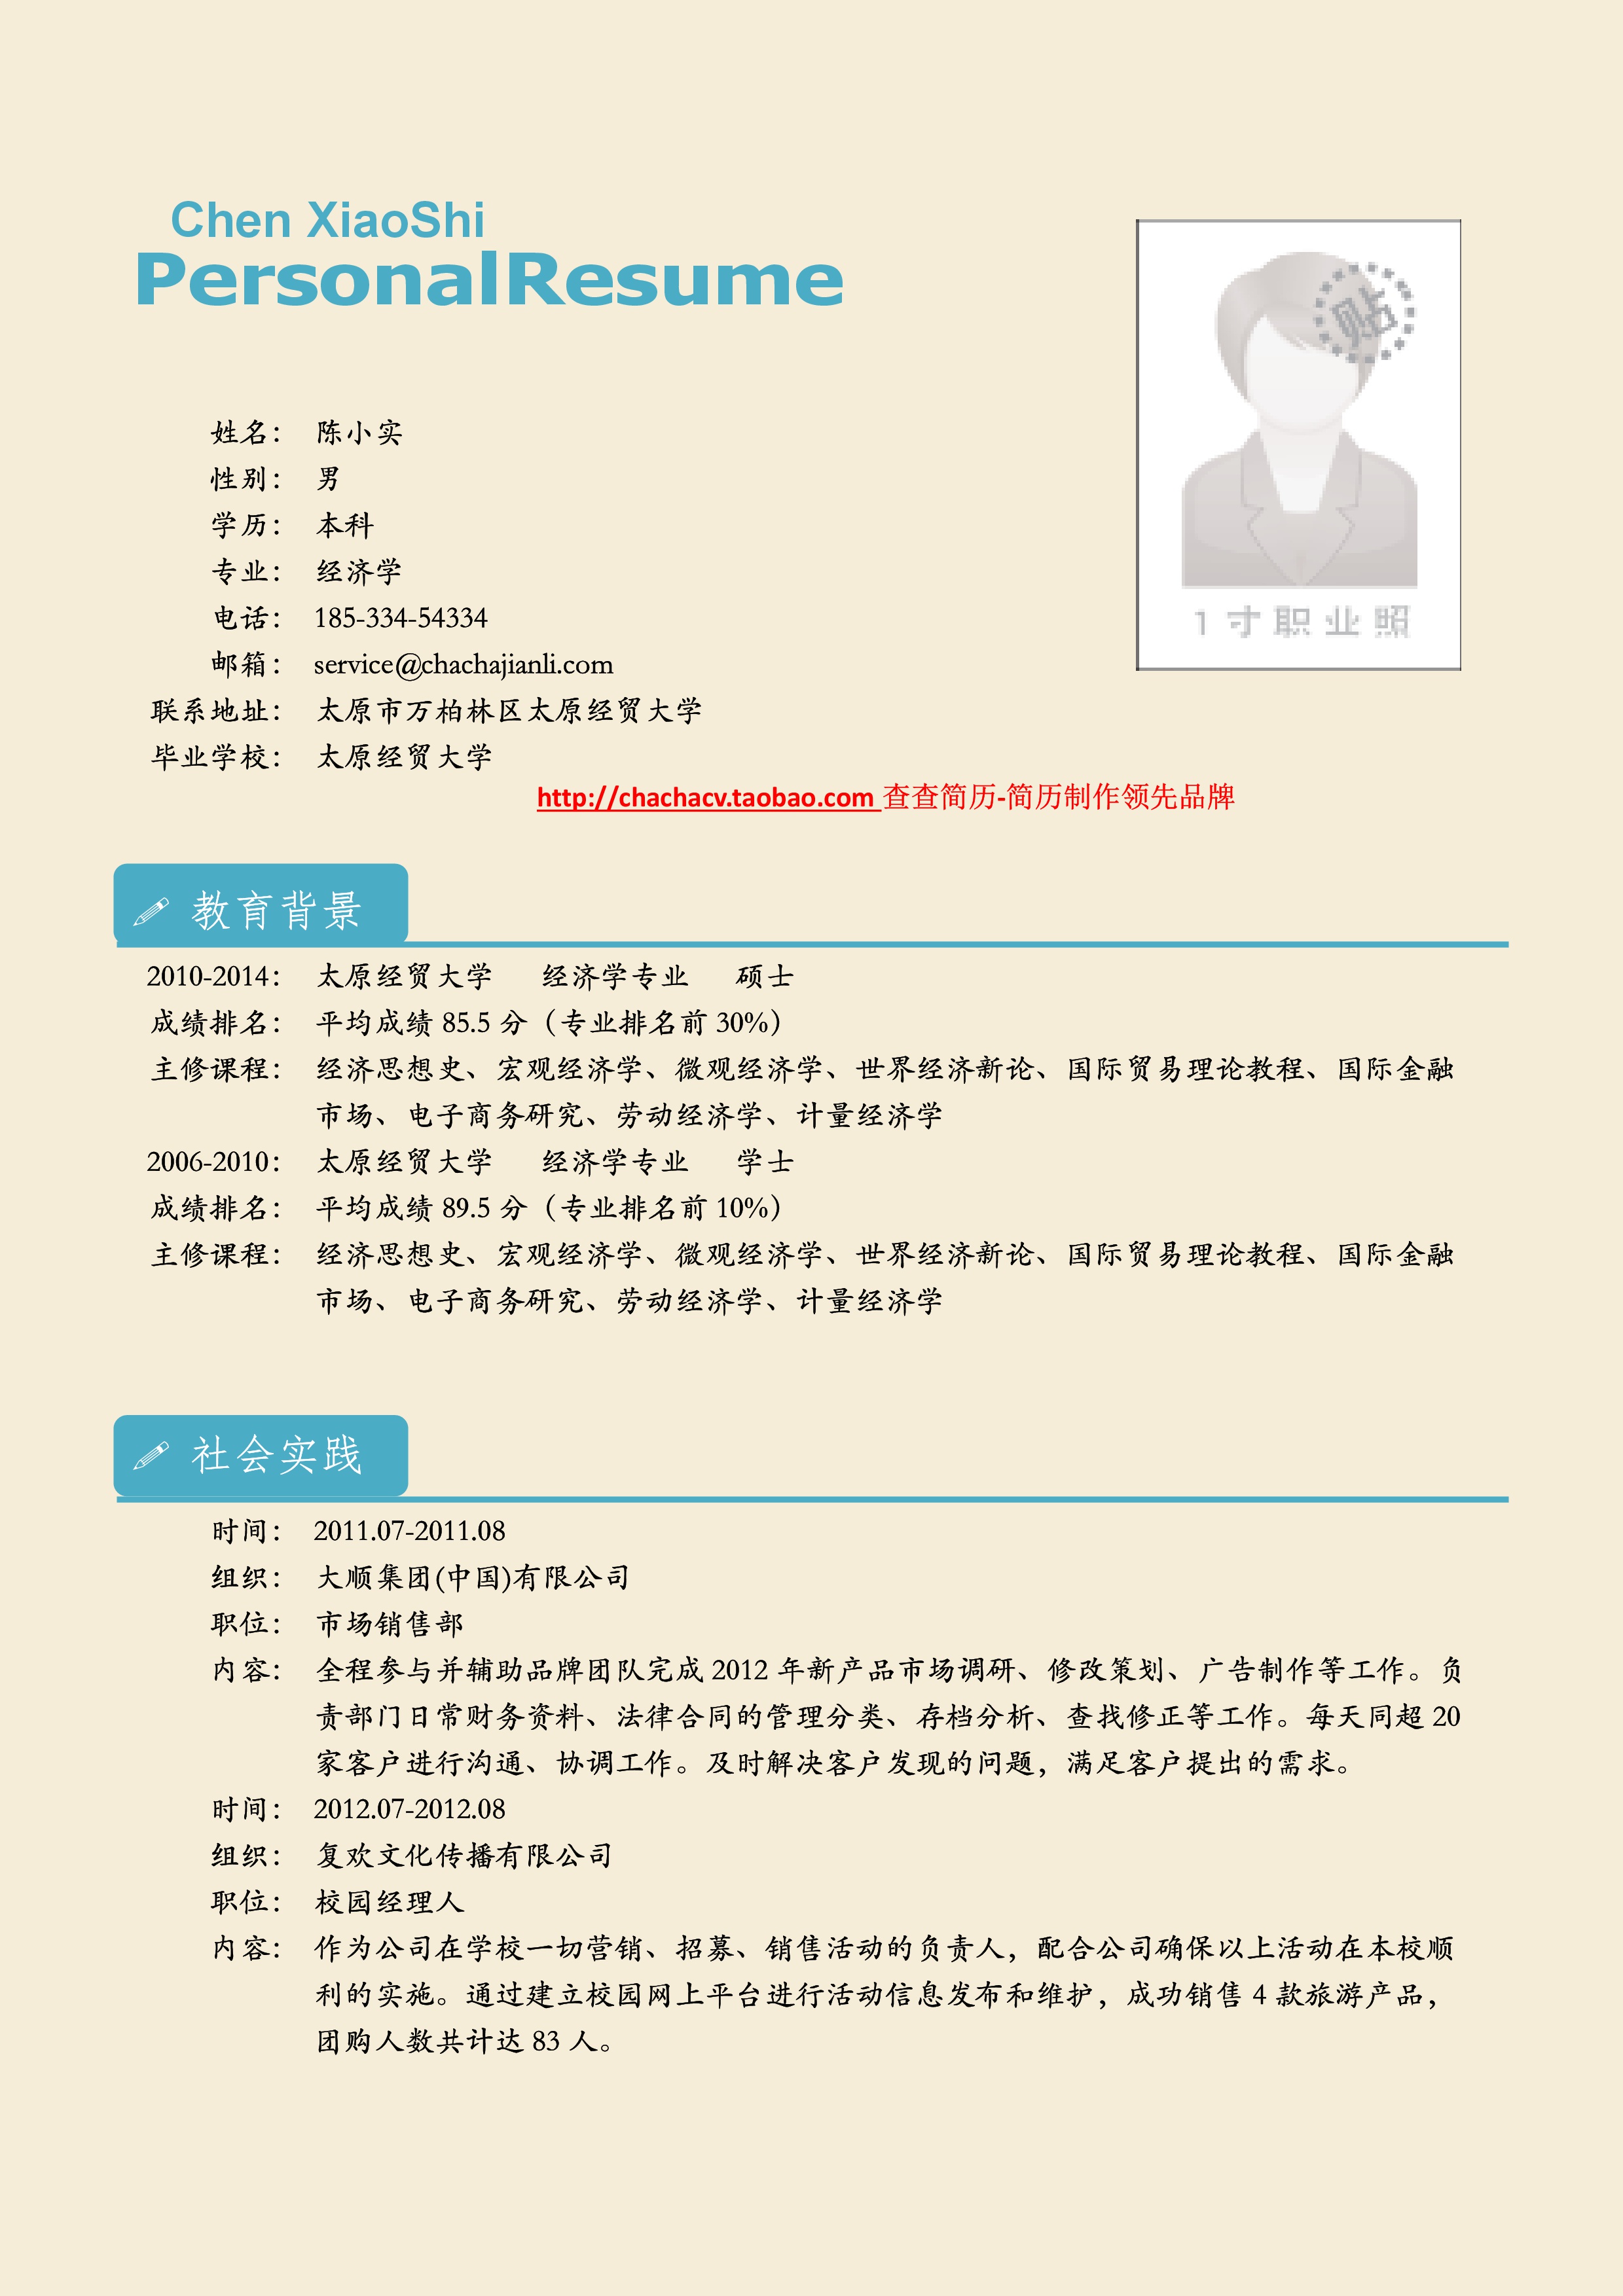 Chen XiaoShi
PersonalResume
贴
1寸职业照
姓名： 陈小实
性别： 男
学历： 本科
专业： 经济学
电话： 185-334-54334
邮箱： service@chachajianli.com
联系地址： 太原市万柏林区太原经贸大学
毕业学校： 太原经贸大学
http://chachacv.taobao.com 查查简历-简历制作领先品牌
教育背景
2010-2014： 太原经贸大学 经济学专业 硕士
成绩排名： 平均成绩 85.5 分（专业排名前 30%）
主修课程： 经济思想史、宏观经济学、微观经济学、世界经济新论、国际贸易理论教程、国际金融
市场、电子商务研究、劳动经济学、计量经济学
2006-2010： 太原经贸大学 经济学专业 学士
成绩排名： 平均成绩 89.5 分（专业排名前 10%）
主修课程： 经济思想史、宏观经济学、微观经济学、世界经济新论、国际贸易理论教程、国际金融
市场、电子商务研究、劳动经济学、计量经济学
社会实践
时间： 2011.07-2011.08
组织： 大顺集团(中国)有限公司
职位： 市场销售部
内容： 全程参与并辅助品牌团队完成 2012 年新产品市场调研、修改策划、广告制作等工作。负
责部门日常财务资料、法律合同的管理分类、存档分析、查找修正等工作。每天同超 20
家客户进行沟通、协调工作。及时解决客户发现的问题，满足客户提出的需求。
时间： 2012.07-2012.08
组织： 复欢文化传播有限公司
职位： 校园经理人
内容： 作为公司在学校一切营销、招募、销售活动的负责人，配合公司确保以上活动在本校顺
利的实施。通过建立校园网上平台进行活动信息发布和维护，成功销售 4 款旅游产品，
团购人数共计达 83 人。